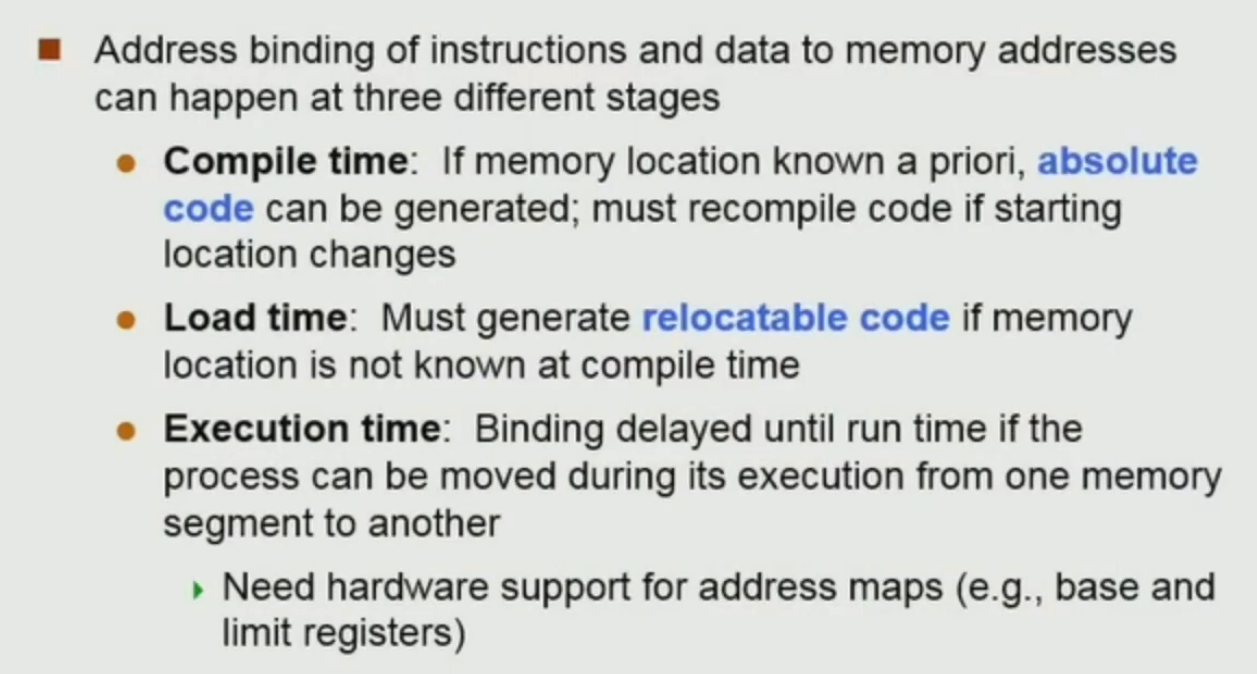 Address binding of instructions and data to memory addresses
can happen at three different stages
Compile time: If memory location known a priori, absolute
code can be generated; must recompile code if starting
location changes
Load time: Must generate relocatable code if memory
location is not known at compile time
Execution time: Binding delayed until run time if the
process can be moved during its execution from one memory
segment to another
Need hardware support for address maps (e.g., base and
limit registers)